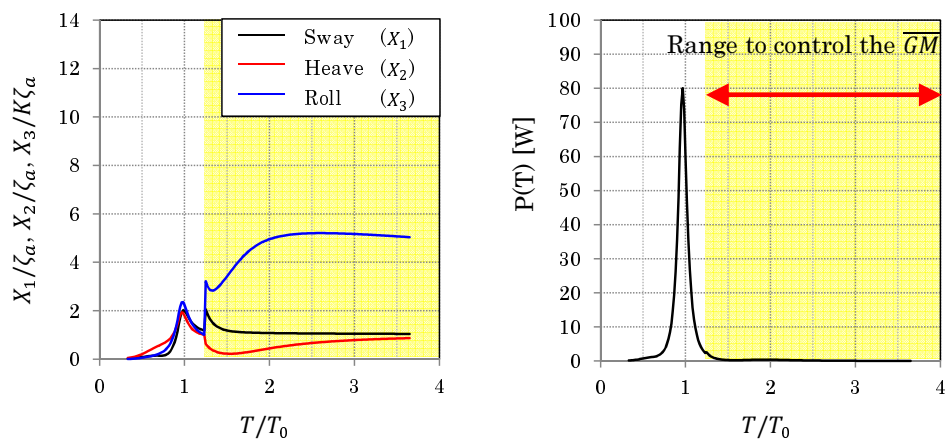 14
12
10
8
6
4
2
0
X₁/ζₐ, X₂/ζₐ, X₃/Kζₐ
Sway (X₁)
Heave (X₂)
Roll (X₃)
0 1 2 3 4
T/T₀
100
90
80
70
60
50
40
30
20
10
0
P(T) [W]
Range to control the G̅M̅
0 1 2 3 4
T/T₀